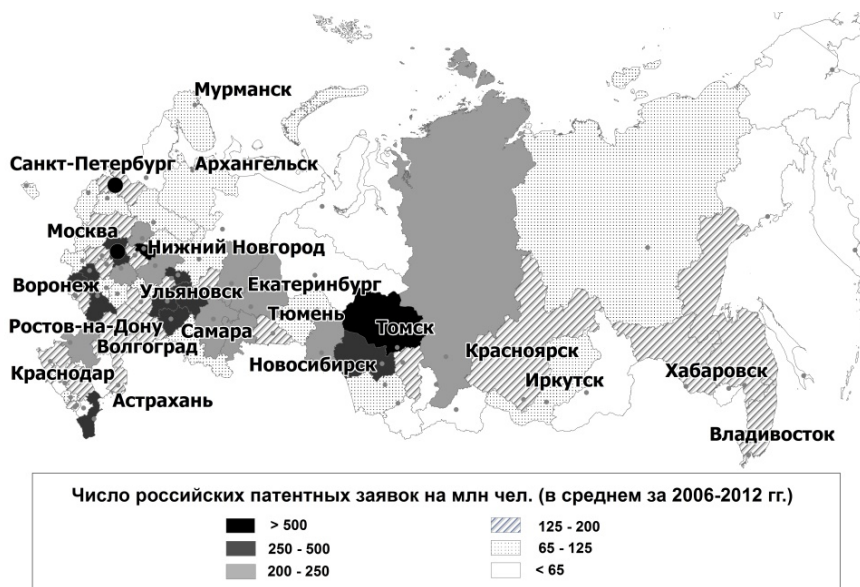 Мурманск
Санкт-Петербург
Архангельск
Москва
Нижний Новгород
Воронеж
Ульяновск
Екатеринбург
Тюмень
Томск
Ростов-на-Дону
Самара
Волгоград
Новосибирск
Красноярск
Краснодар
Иркутск
Хабаровск
Астрахань
Владивосток
Число российских патентных заявок на млн чел. (в среднем за 2006-2012 гг.)
> 500
125 - 200
250 - 500
65 - 125
200 - 250
< 65